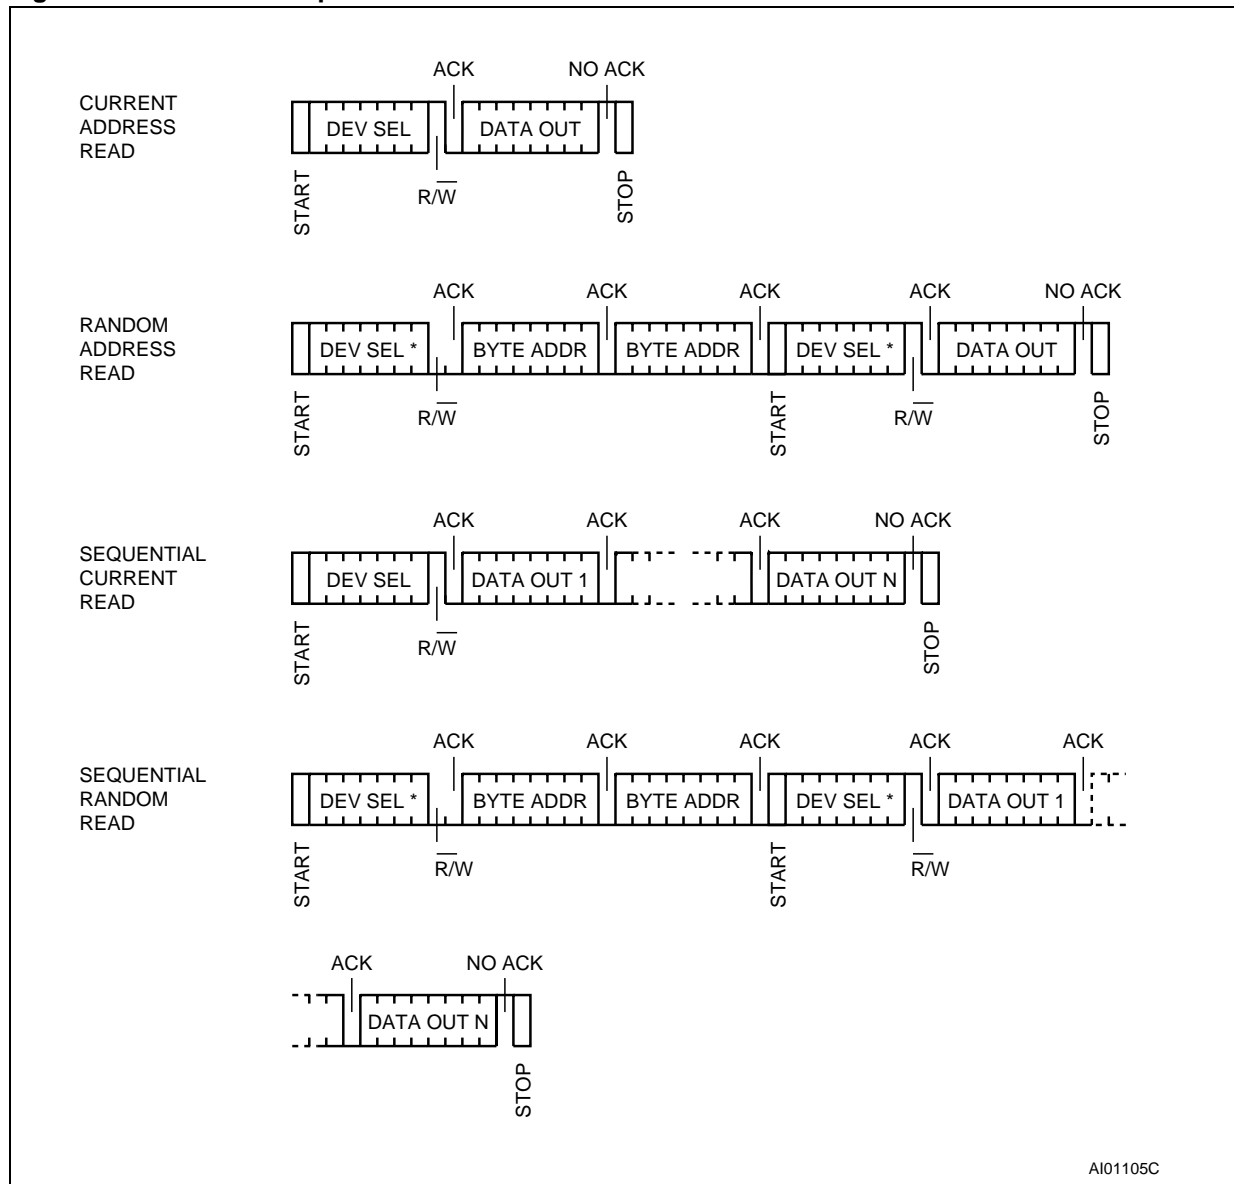 ACK NO ACK
CURRENT
ADDRESS
READ
DEV SEL DATA OUT
START R/W̅ STOP
ACK ACK ACK ACK NO ACK
RANDOM
ADDRESS
READ
DEV SEL * BYTE ADDR BYTE ADDR DEV SEL * DATA OUT
START R/W̅ START R/W̅ STOP
ACK ACK ACK NO ACK
SEQUENTIAL
CURRENT
READ
DEV SEL DATA OUT 1 DATA OUT N
START R/W̅ STOP
ACK ACK ACK ACK ACK
SEQUENTIAL
RANDOM
READ
DEV SEL * BYTE ADDR BYTE ADDR DEV SEL * DATA OUT 1
START R̅/W START R̅/W
ACK NO ACK
DATA OUT N
STOP
AI01105C